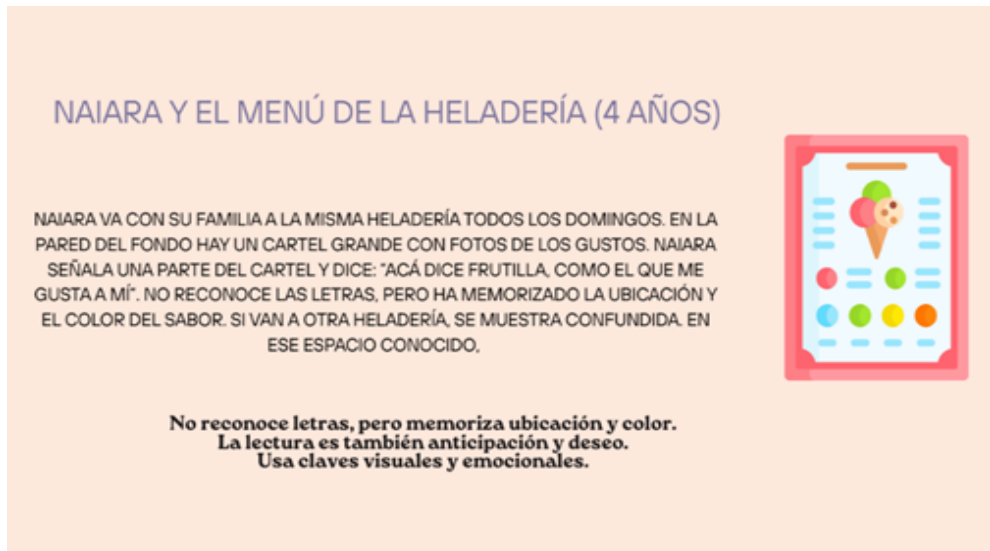 NAIARA Y EL MENÚ DE LA HELADERÍA (4 AÑOS)
NAIARA VA CON SU FAMILIA A LA MISMA HELADERÍA TODOS LOS DOMINGOS. EN LA
PARED DEL FONDO HAY UN CARTEL GRANDE CON FOTOS DE LOS GUSTOS. NAIARA
SEÑALA UNA PARTE DEL CARTEL Y DICE: "ACÁ DICE FRUTILLA, COMO EL QUE ME
GUSTA A MÍ". NO RECONOCE LAS LETRAS, PERO HA MEMORIZADO LA UBICACIÓN Y
EL COLOR DEL SABOR. SI VAN A OTRA HELADERÍA, SE MUESTRA CONFUNDIDA. EN
ESE ESPACIO CONOCIDO,
No reconoce letras, pero memoriza ubicación y color.
La lectura es también anticipación y deseo.
Usa claves visuales y emocionales.